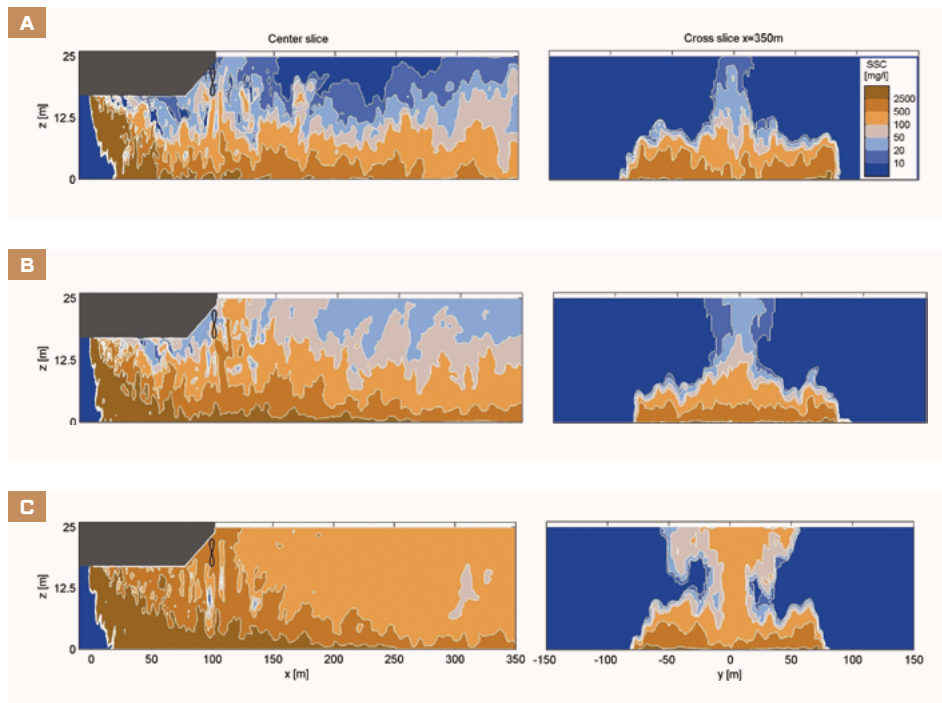 A
Center slice
Cross slice x=350m
25
12.5
0
z [m]
SSC
[mg/l]
2500
500
100
50
20
10
B
25
12.5
0
z [m]
C
25
12.5
0
z [m]
0 50 100 150 200 250 300 350
x [m]
-150 -100 -50 0 50 100 150
y [m]